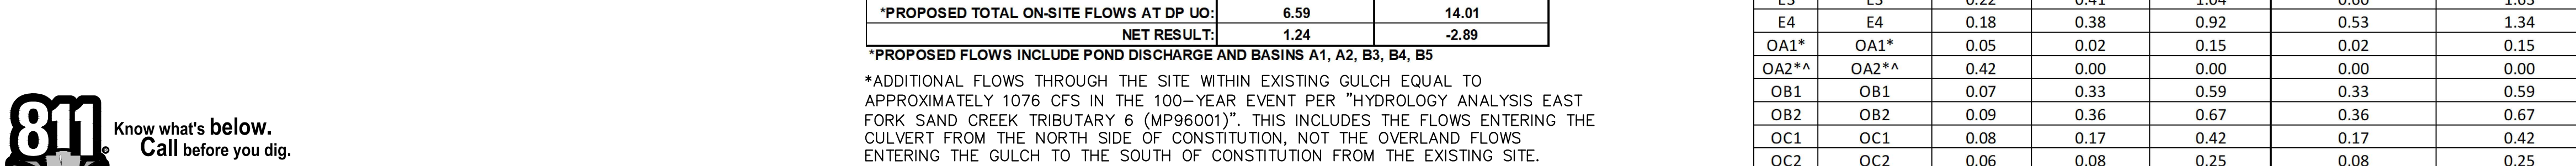 *PROPOSED TOTAL ON-SITE FLOWS AT DP UO: 6.59 14.01
NET RESULT: 1.24 -2.89
*PROPOSED FLOWS INCLUDE POND DISCHARGE AND BASINS A1, A2, B3, B4, B5
*ADDITIONAL FLOWS THROUGH THE SITE WITHIN EXISTING GULCH EQUAL TO
APPROXIMATELY 1076 CFS IN THE 100-YEAR EVENT PER "HYDROLOGY ANALYSIS EAST
FORK SAND CREEK TRIBUTARY 6 (MP96001)". THIS INCLUDES THE FLOWS ENTERING THE
CULVERT FROM THE NORTH SIDE OF CONSTITUTION, NOT THE OVERLAND FLOWS
ENTERING THE GULCH TO THE SOUTH OF CONSTITUTION FROM THE EXISTING SITE.
811
Know what's below.
Call before you dig.
E4 E4 0.18 0.38 0.92 0.53 1.34
OA1* OA1* 0.05 0.02 0.15 0.02 0.15
OA2*^ OA2*^ 0.42 0.00 0.00 0.00 0.00
OB1 OB1 0.07 0.33 0.59 0.33 0.59
OB2 OB2 0.09 0.36 0.67 0.36 0.67
OC1 OC1 0.08 0.17 0.42 0.17 0.42
OC2 OC2 0.06 0.08 0.25 0.08 0.25